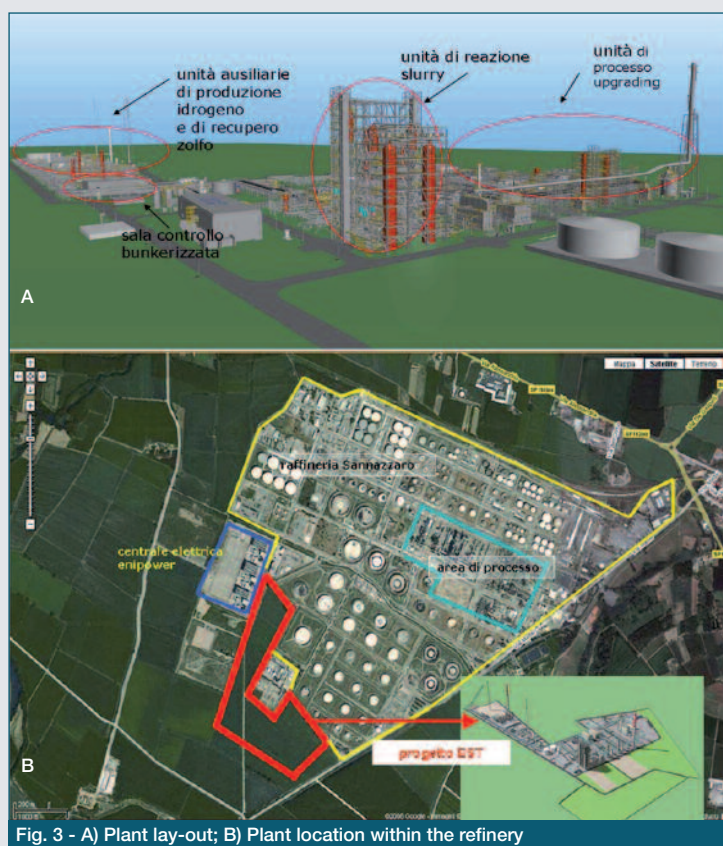 unità ausiliarie
di produzione
idrogeno
e di recupero
zolfo
unità di reazione
slurry
unità di
processo
upgrading
sala controllo
bunkerizzata
A
Mappa Satellite Terreno
raffineria Sannazzaro
centrale elettrica
enipower
area di processo
progetto EST
B
Fig. 3 - A) Plant lay-out; B) Plant location within the refinery